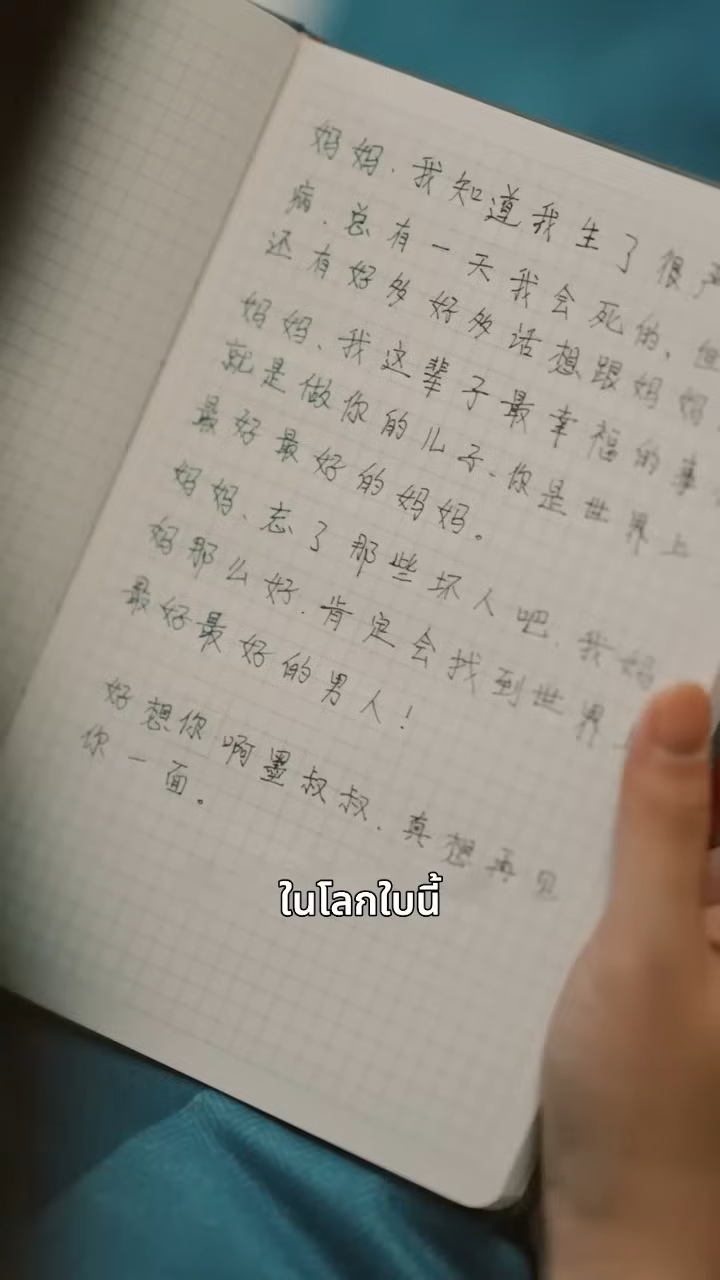 妈妈、我知道我生了很严
病、总有一天我会死的，但
还有好多好多话想跟妈妈
妈妈、我这辈子最幸福的事
就是做你的儿子、你是世界上
最好最好的妈妈。
妈妈、忘了那些坏人吧、我妈
妈那么好、肯定会找到世界上
最好最好的男人！
好想你啊墨叔叔、真想再见
你一面。
ในโลกใบนี้